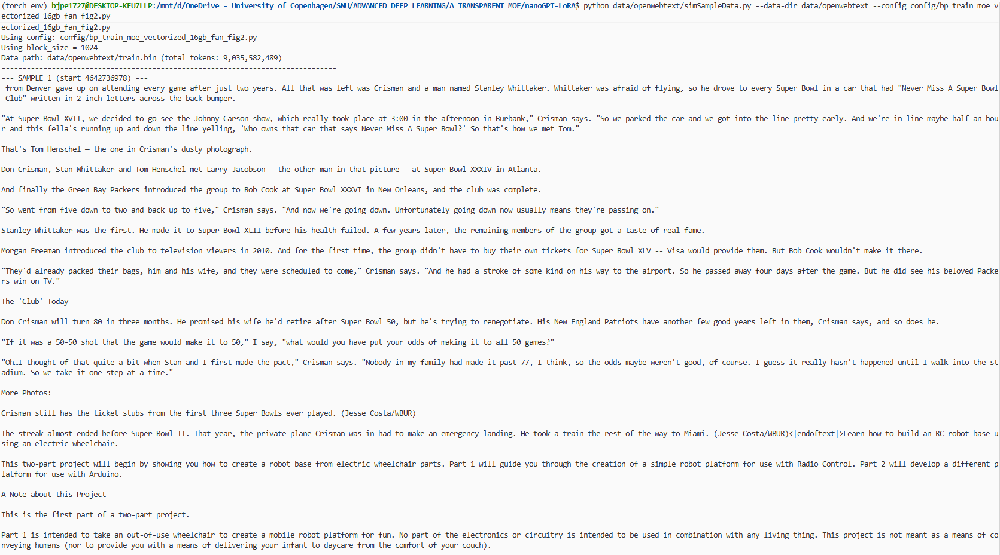 (torch_env) bjpe1727@DESKTOP-KFU7LLP:/mnt/d/OneDrive - University of Copenhagen/SNU/ADVANCED_DEEP_LEARNING/A_TRANSPARENT_MOE/nanoGPT-LoRA$ python data/openwebtext/simSampleData.py --data-dir data/openwebtext --config config/bp_train_moe_v
ectorized_16gb_fan_fig2.py
ectorized_16gb_fan_fig2.py
Using config: config/bp_train_moe_vectorized_16gb_fan_fig2.py
Using block_size = 1024
Data path: data/openwebtext/train.bin (total tokens: 9,035,582,489)
--------------------------------------------------------------------------------
--- SAMPLE 1 (start=4642736978) ---
 from Denver gave up on attending every game after just two years. All that was left was Crisman and a man named Stanley Whittaker. Whittaker was afraid of flying, so he drove to every Super Bowl in a car that had "Never Miss A Super Bowl
 Club" written in 2-inch letters across the back bumper.
"At Super Bowl XVII, we decided to go see the Johnny Carson show, which really took place at 3:00 in the afternoon in Burbank," Crisman says. "So we parked the car and we got into the line pretty early. And we're in line maybe half an hou
r and this fella's running up and down the line yelling, 'Who owns that car that says Never Miss A Super Bowl?' So that's how we met Tom."
That's Tom Henschel — the one in Crisman's dusty photograph.
Don Crisman, Stan Whittaker and Tom Henschel met Larry Jacobson — the other man in that picture — at Super Bowl XXXIV in Atlanta.
And finally the Green Bay Packers introduced the group to Bob Cook at Super Bowl XXXVI in New Orleans, and the club was complete.
"So went from five down to two and back up to five," Crisman says. "And now we're going down. Unfortunately going down now usually means they're passing on."
Stanley Whittaker was the first. He made it to Super Bowl XLII before his health failed. A few years later, the remaining members of the group got a taste of real fame.
Morgan Freeman introduced the club to television viewers in 2010. And for the first time, the group didn't have to buy their own tickets for Super Bowl XLV -- Visa would provide them. But Bob Cook wouldn't make it there.
"They'd already packed their bags, him and his wife, and they were scheduled to come," Crisman says. "And he had a stroke of some kind on his way to the airport. So he passed away four days after the game. But he did see his beloved Packe
rs win on TV."
The 'Club' Today
Don Crisman will turn 80 in three months. He promised his wife he'd retire after Super Bowl 50, but he's trying to renegotiate. His New England Patriots have another few good years left in them, Crisman says, and so does he.
"If it was a 50-50 shot that the game would make it to 50," I say, "what would you have put your odds of making it to all 50 games?"
"Oh…I thought of that quite a bit when Stan and I first made the pact," Crisman says. "Nobody in my family had made it past 77, I think, so the odds maybe weren't good, of course. I guess it really hasn't happened until I walk into the st
adium. So we take it one step at a time."
More Photos:
Crisman still has the ticket stubs from the first three Super Bowls ever played. (Jesse Costa/WBUR)
The streak almost ended before Super Bowl II. That year, the private plane Crisman was in had to make an emergency landing. He took a train the rest of the way to Miami. (Jesse Costa/WBUR)<|endoftext|>Learn how to build an RC robot base u
sing an electric wheelchair.
This two-part project will begin by showing you how to create a robot base from electric wheelchair parts. Part 1 will guide you through the creation of a simple robot platform for use with Radio Control. Part 2 will develop a different p
latform for use with Arduino.
A Note about this Project
This is the first part of a two-part project.
Part 1 is intended to take an out-of-use wheelchair to create a mobile robot platform for fun. No part of the electronics or circuitry is intended to be used in combination with any living thing. This project is not meant as a means of co
nveying humans (nor to provide you with a means of delivering your infant to daycare from the comfort of your couch).